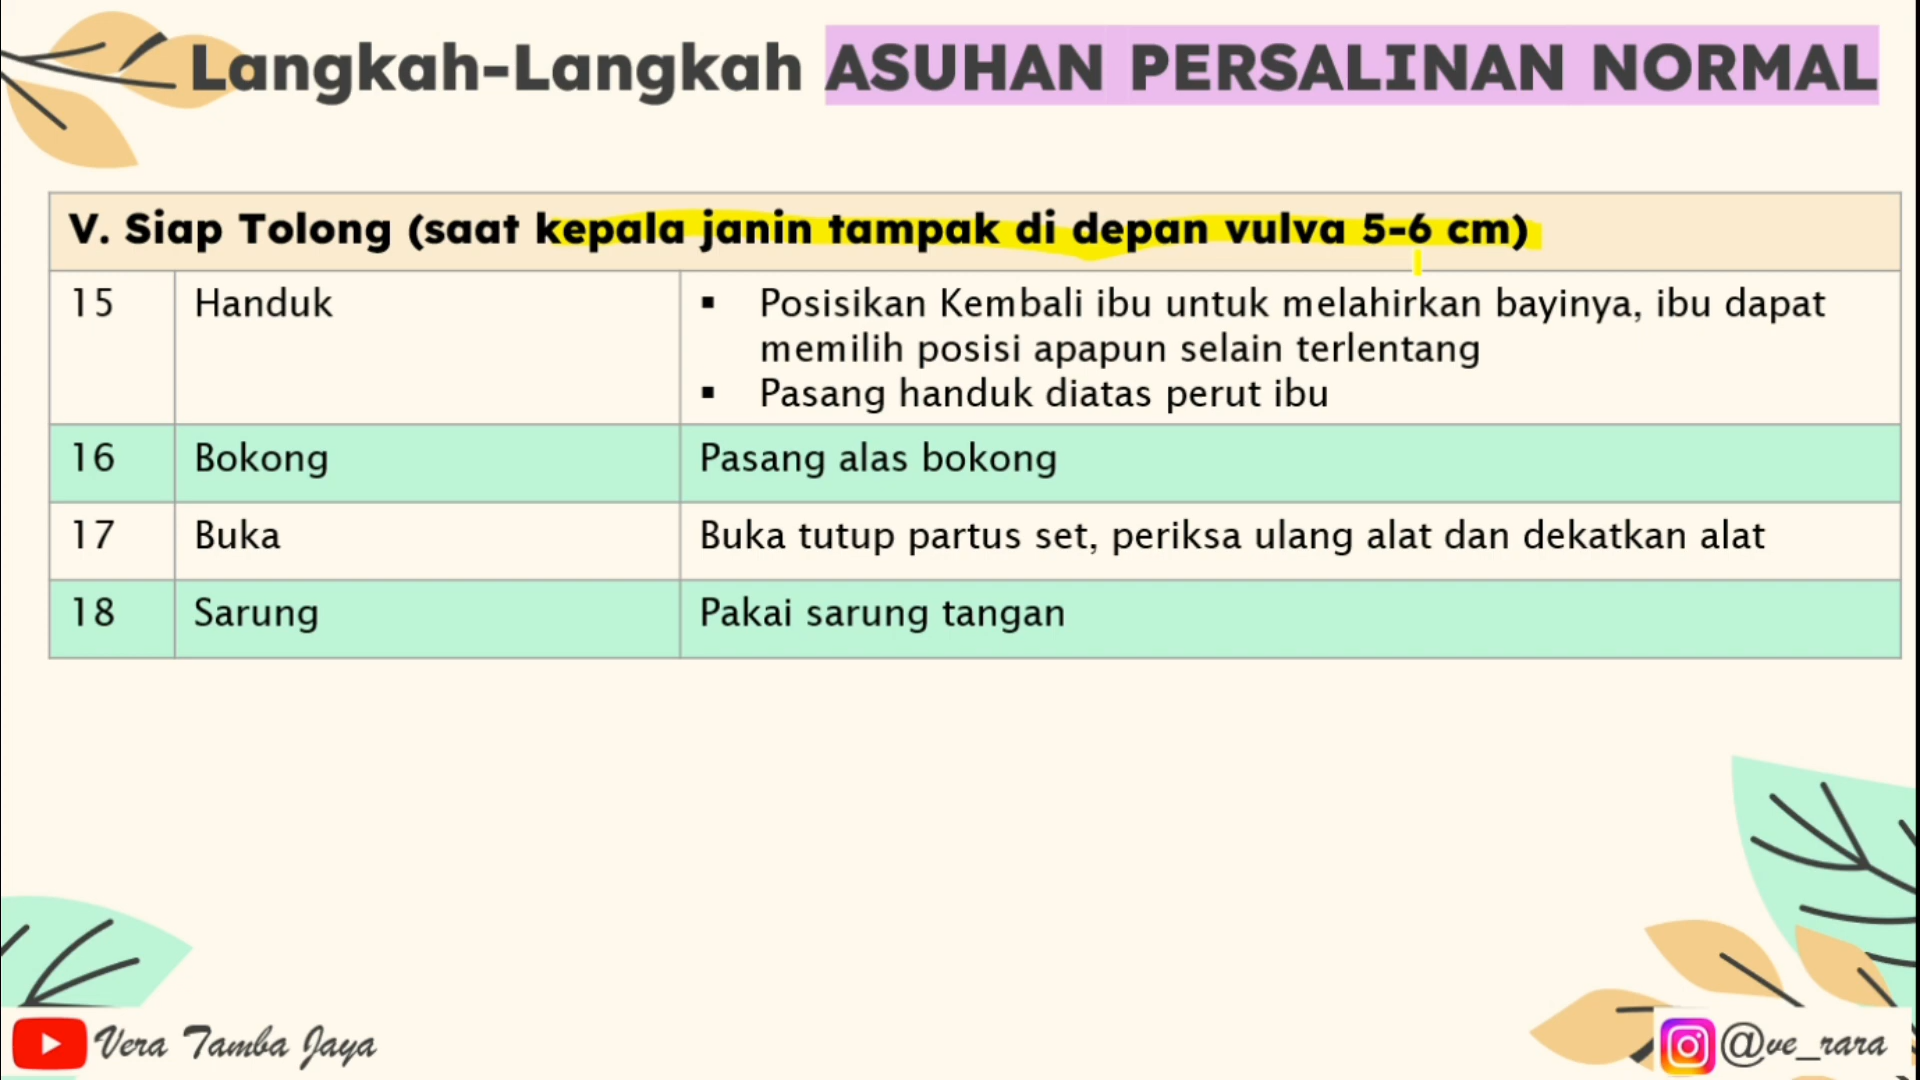 Langkah-Langkah ASUHAN PERSALINAN NORMAL
V. Siap Tolong (saat kepala janin tampak di depan vulva 5-6 cm)
15 Handuk ▪ Posisikan Kembali ibu untuk melahirkan bayinya, ibu dapat
memilih posisi apapun selain terlentang
▪ Pasang handuk diatas perut ibu
16 Bokong Pasang alas bokong
17 Buka Buka tutup partus set, periksa ulang alat dan dekatkan alat
18 Sarung Pakai sarung tangan
Vera Tamba Jaya
@ve_rara